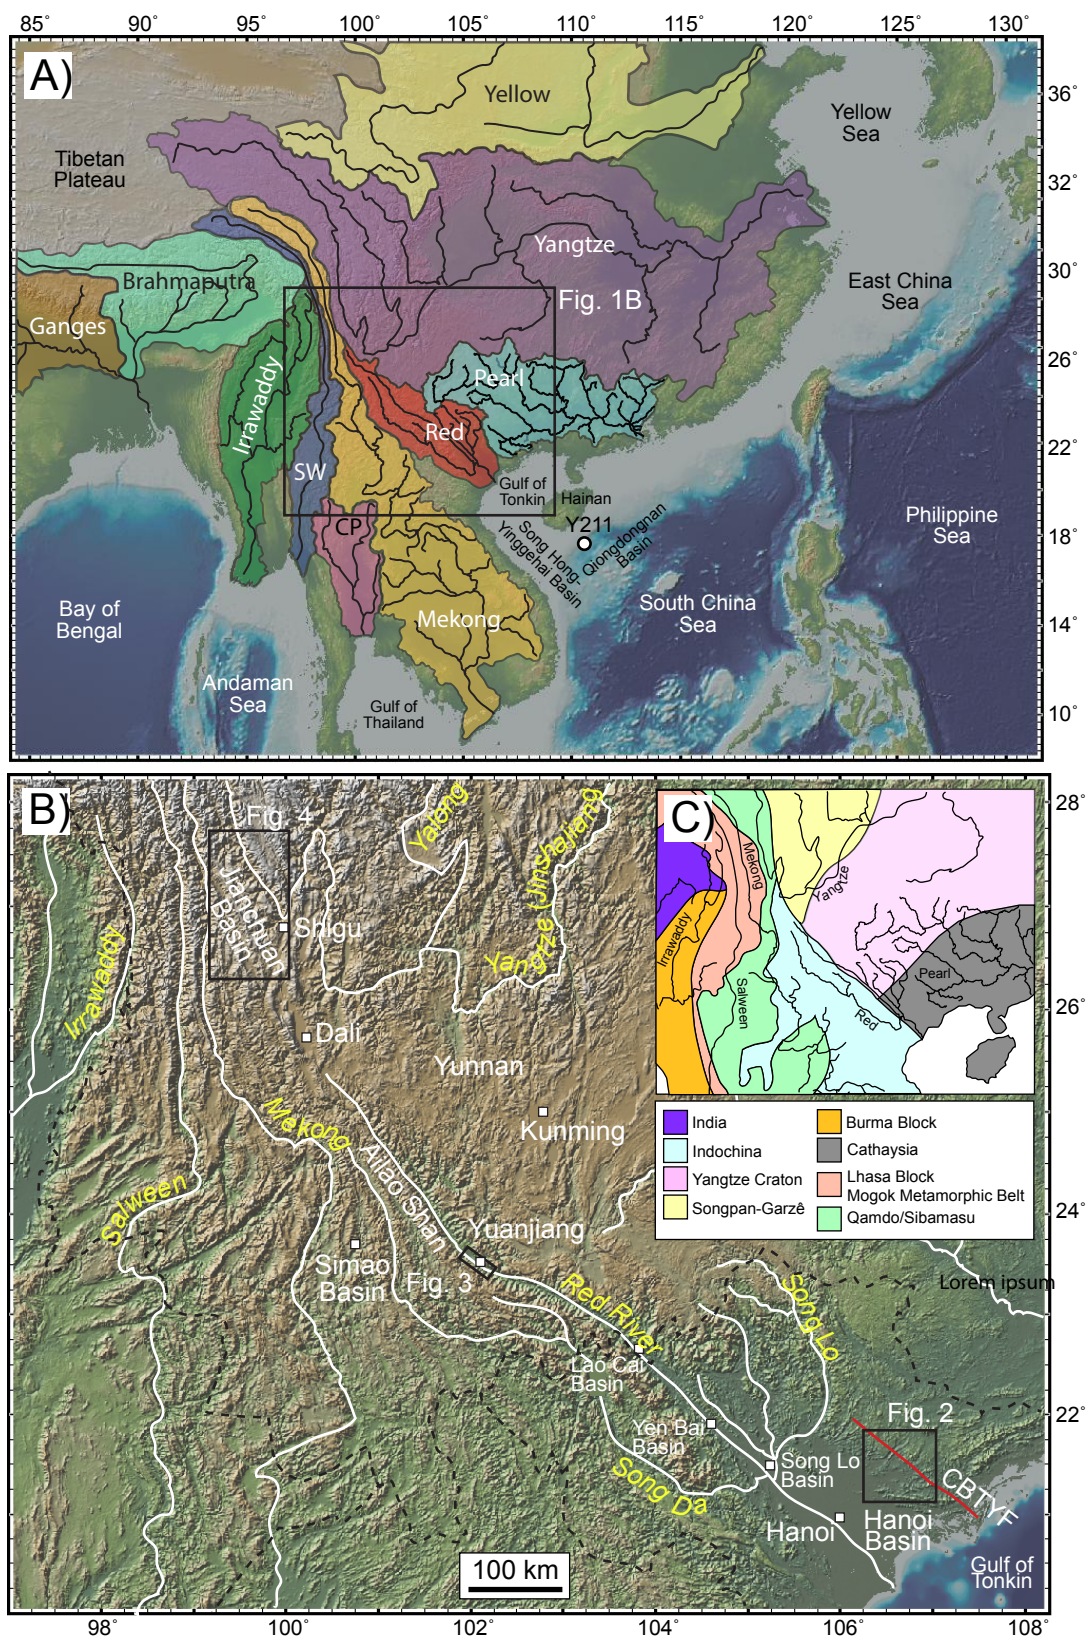 85° 90° 95° 100° 105° 110° 115° 120° 125° 130°
A)
Yellow
Yellow
Sea
36°
Tibetan
Plateau
32°
Yangtze
30°
Brahmaputra
East China
Sea
Fig. 1B
Ganges
26°
Pearl
Irrawaddy
Red
22°
SW
Gulf of
Tonkin
Hainan
CP
Y211
Song Hong-
Yinggehai Basin
Qiongdongnan
Basin
Philippine
Sea
18°
Bay of
Bengal
Mekong
South China
Sea
14°
Andaman
Sea
Gulf of
Thailand
10°
B)
28°
Fig. 4
Yalong
Yangtze (Jinshajiang)
Jianchuan
Basin
Shigu
Irrawaddy
26°
Dali
Yunnan
Kunming
Mekong
Ailao Shan
Salween
24°
Yuanjiang
Simao
Basin
Fig. 3
Red River
Song Lo
Lorem ipsum
Lao Cai
Basin
22°
Fig. 2
Yen Bai
Basin
Song Lo
Basin
Song Da
CBTYF
Hanoi
Hanoi
Basin
Gulf of
Tonkin
100 km
98° 100° 102° 104° 106° 108°
C)
Mekong
Yangtze
Irrawaddy
Salween
Pearl
Red
India
Indochina
Yangtze Craton
Songpan-Garzê
Burma Block
Cathaysia
Lhasa Block
Mogok Metamorphic Belt
Qamdo/Sibamasu